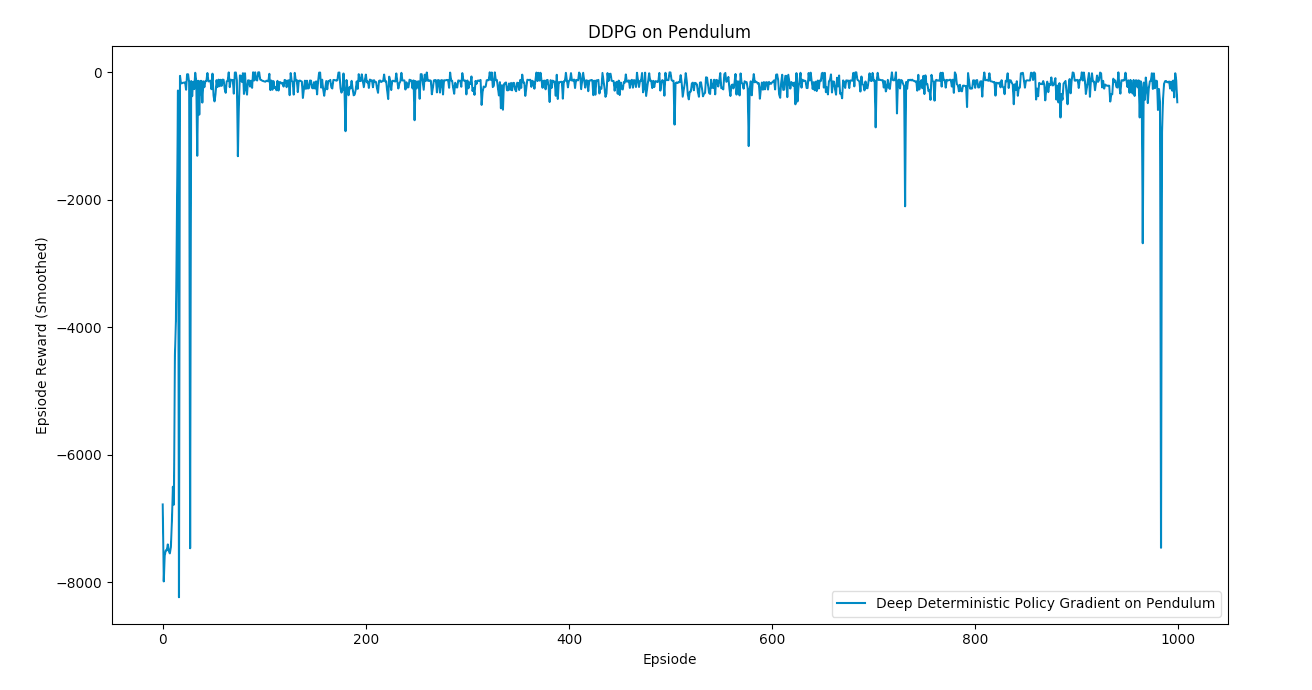 DDPG on Pendulum
0
−2000
−4000
−6000
−8000
Epsiode Reward (Smoothed)
Deep Deterministic Policy Gradient on Pendulum
0 200 400 600 800 1000
Epsiode